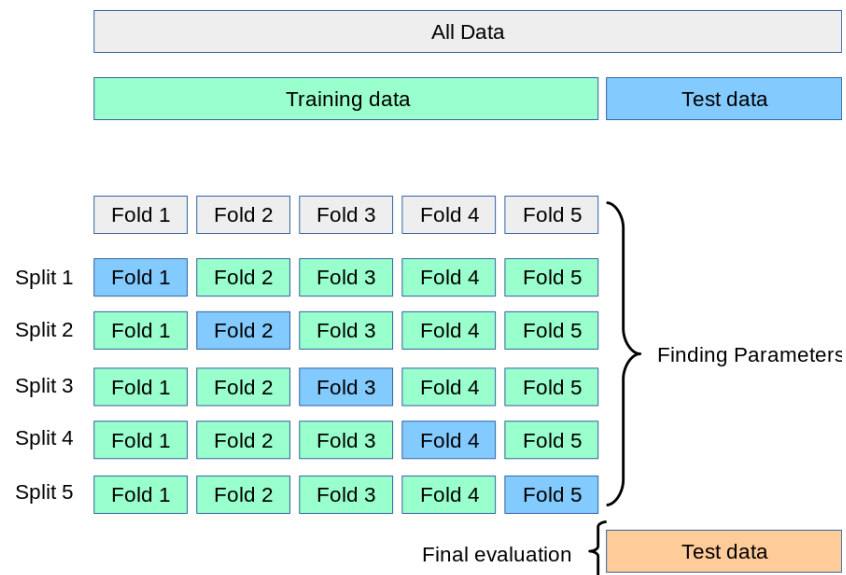 All Data
Training data Test data
Fold 1 Fold 2 Fold 3 Fold 4 Fold 5
Split 1 Fold 1 Fold 2 Fold 3 Fold 4 Fold 5
Split 2 Fold 1 Fold 2 Fold 3 Fold 4 Fold 5
Finding Parameters
Split 3 Fold 1 Fold 2 Fold 3 Fold 4 Fold 5
Split 4 Fold 1 Fold 2 Fold 3 Fold 4 Fold 5
Split 5 Fold 1 Fold 2 Fold 3 Fold 4 Fold 5
Final evaluation Test data